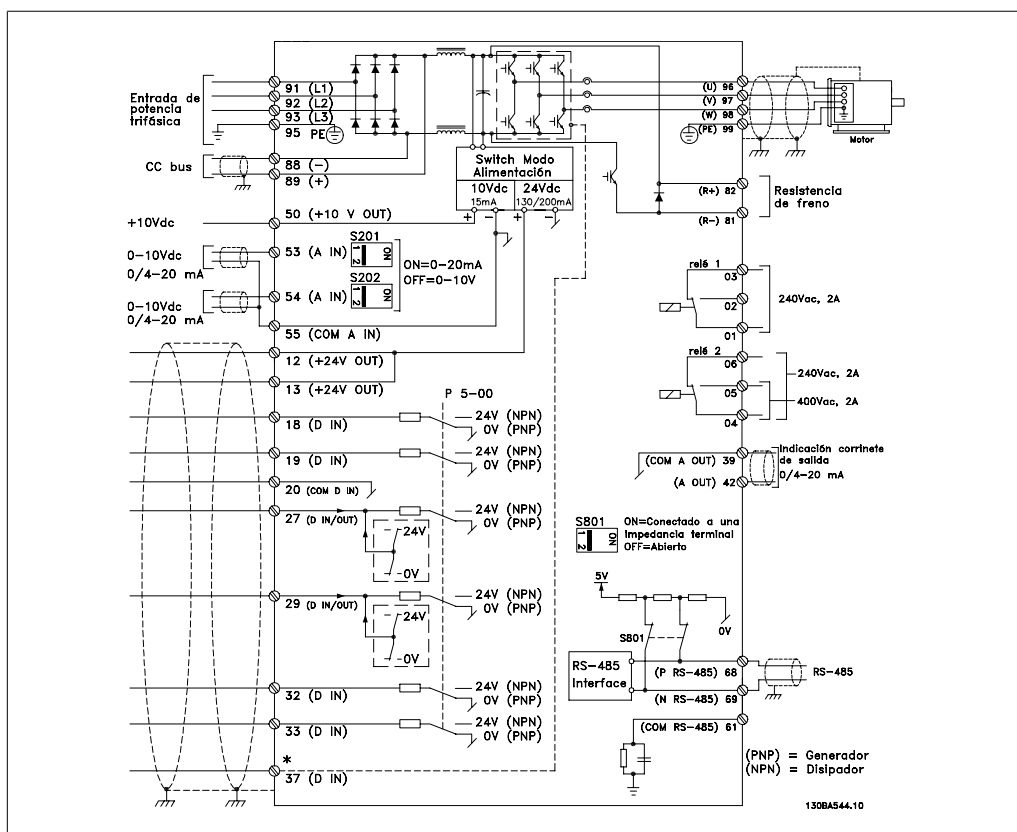 Entrada de
potencia
trifásica
91 (L1)
92 (L2)
93 (L3)
95 PE
CC bus
88 (-)
89 (+)
+10Vdc
50 (+10 V OUT)
0-10Vdc
0/4-20 mA
53 (A IN)
S201
1 2
ON
ON=0-20mA
OFF=0-10V
S202
1 2
ON
0-10Vdc
0/4-20 mA
54 (A IN)
55 (COM A IN)
12 (+24V OUT)
13 (+24V OUT)
P 5-00
18 (D IN)
24V (NPN)
0V (PNP)
19 (D IN)
24V (NPN)
0V (PNP)
20 (COM D IN)
27 (D IN/OUT)
24V (NPN)
0V (PNP)
24V
0V
29 (D IN/OUT)
24V (NPN)
0V (PNP)
24V
0V
32 (D IN)
24V (NPN)
0V (PNP)
33 (D IN)
24V (NPN)
0V (PNP)
*
37 (D IN)
Switch Modo
Alimentación
10Vdc
15mA
24Vdc
130/200mA
+ - + -
(U) 96
(V) 97
(W) 98
(PE) 99
Motor
(R+) 82
(R-) 81
Resistencia
de freno
relé 1
03
02
01
240Vac, 2A
relé 2
06
05
04
240Vac, 2A
400Vac, 2A
(COM A OUT) 39
(A OUT) 42
Indicación corrinete
de salida
0/4-20 mA
S801
1 2
ON
ON=Conectado a una
impedancia terminal
OFF=Abierto
5V
S801
0V
RS-485
Interface
(P RS-485) 68
(N RS-485) 69
RS-485
(COM RS-485) 61
(PNP) = Generador
(NPN) = Disipador
130BA544.10